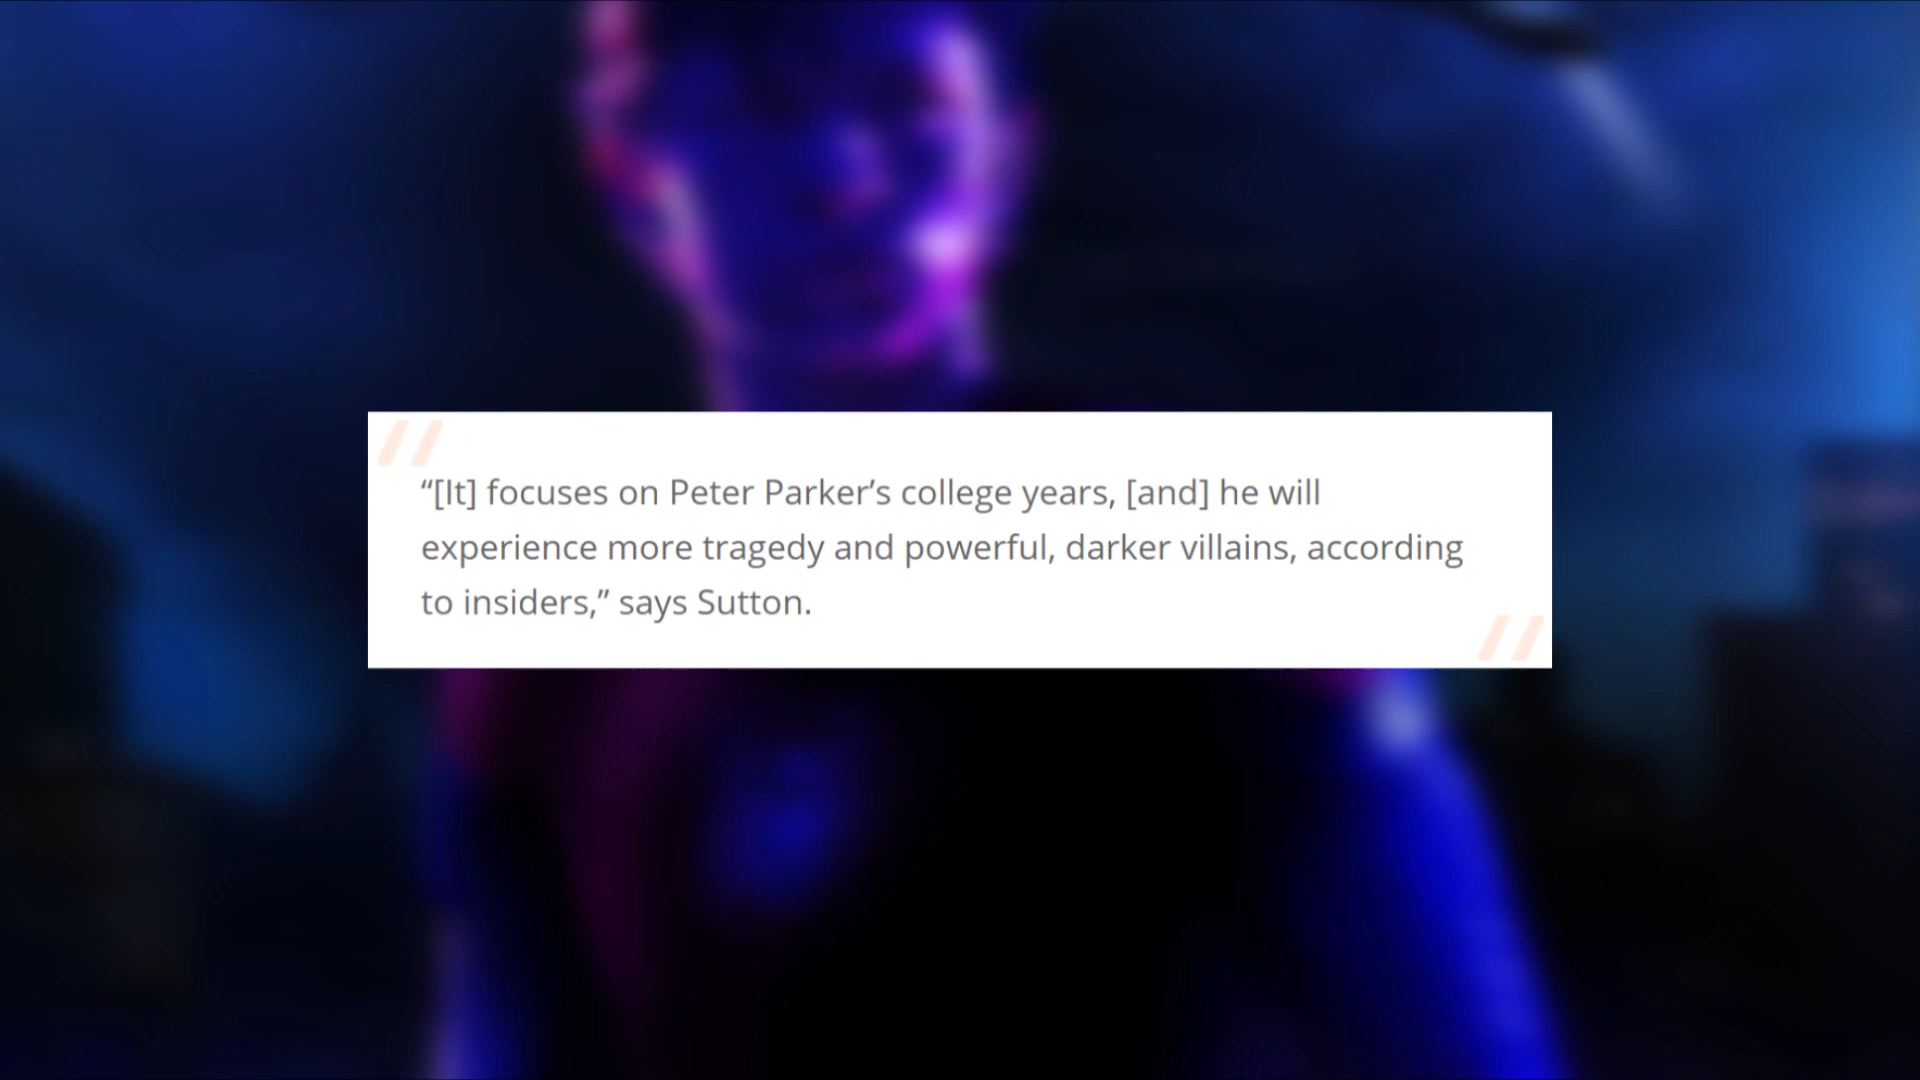 “[It] focuses on Peter Parker’s college years, [and] he will
experience more tragedy and powerful, darker villains, according
to insiders,” says Sutton.